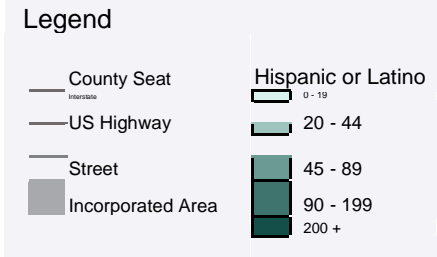 Legend
County Seat
Interstate
US Highway
Street
Incorporated Area
Hispanic or Latino
0 - 19
20 - 44
45 - 89
90 - 199
200 +